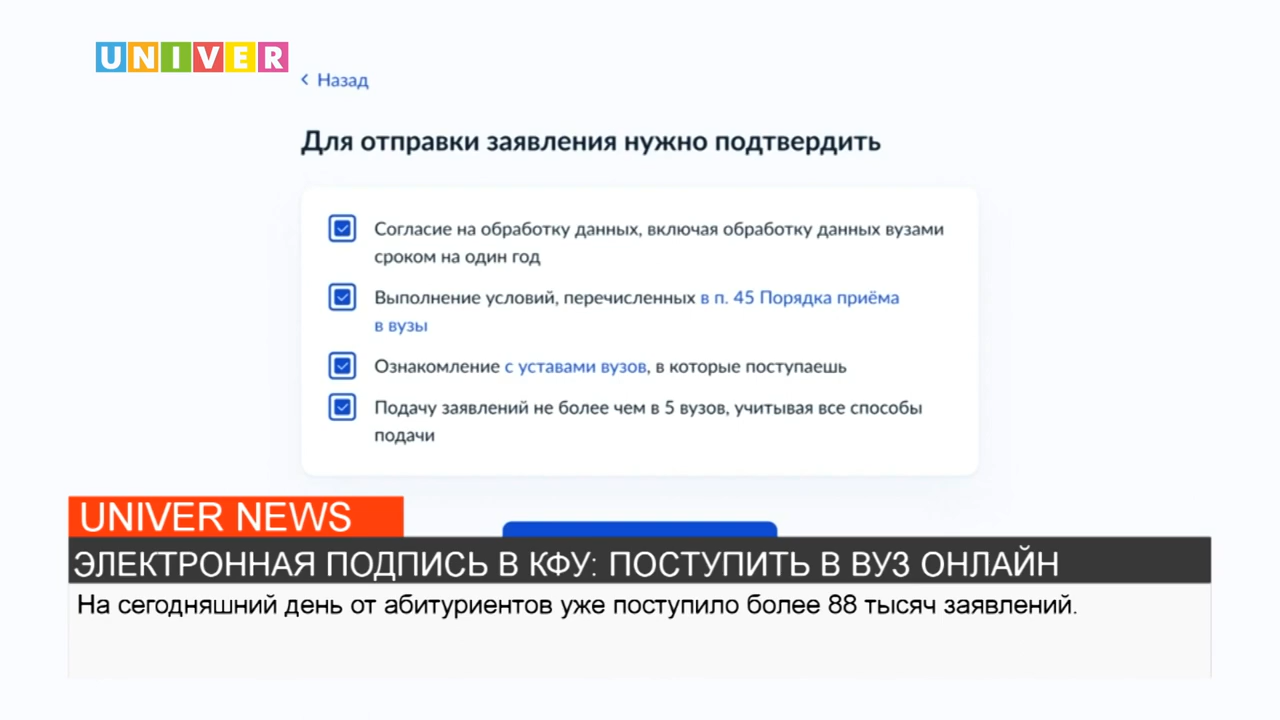 UNIVER
Назад
Для отправки заявления нужно подтвердить
Согласие на обработку данных, включая обработку данных вузами
сроком на один год
Выполнение условий, перечисленных в п. 45 Порядка приёма
в вузы
Ознакомление с уставами вузов, в которые поступаешь
Подачу заявлений не более чем в 5 вузов, учитывая все способы
подачи
UNIVER NEWS
ЭЛЕКТРОННАЯ ПОДПИСЬ В КФУ: ПОСТУПИТЬ В ВУЗ ОНЛАЙН
На сегодняшний день от абитуриентов уже поступило более 88 тысяч заявлений.